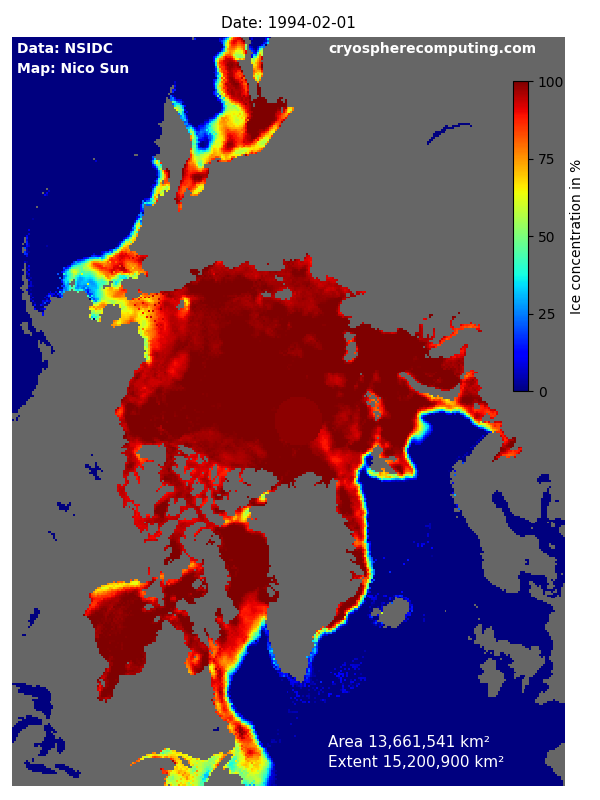 Date: 1994-02-01
Data: NSIDC
Map: Nico Sun
cryospherecomputing.com
100
75
50
25
0
Ice concentration in %
Area 13,661,541 km²
Extent 15,200,900 km²